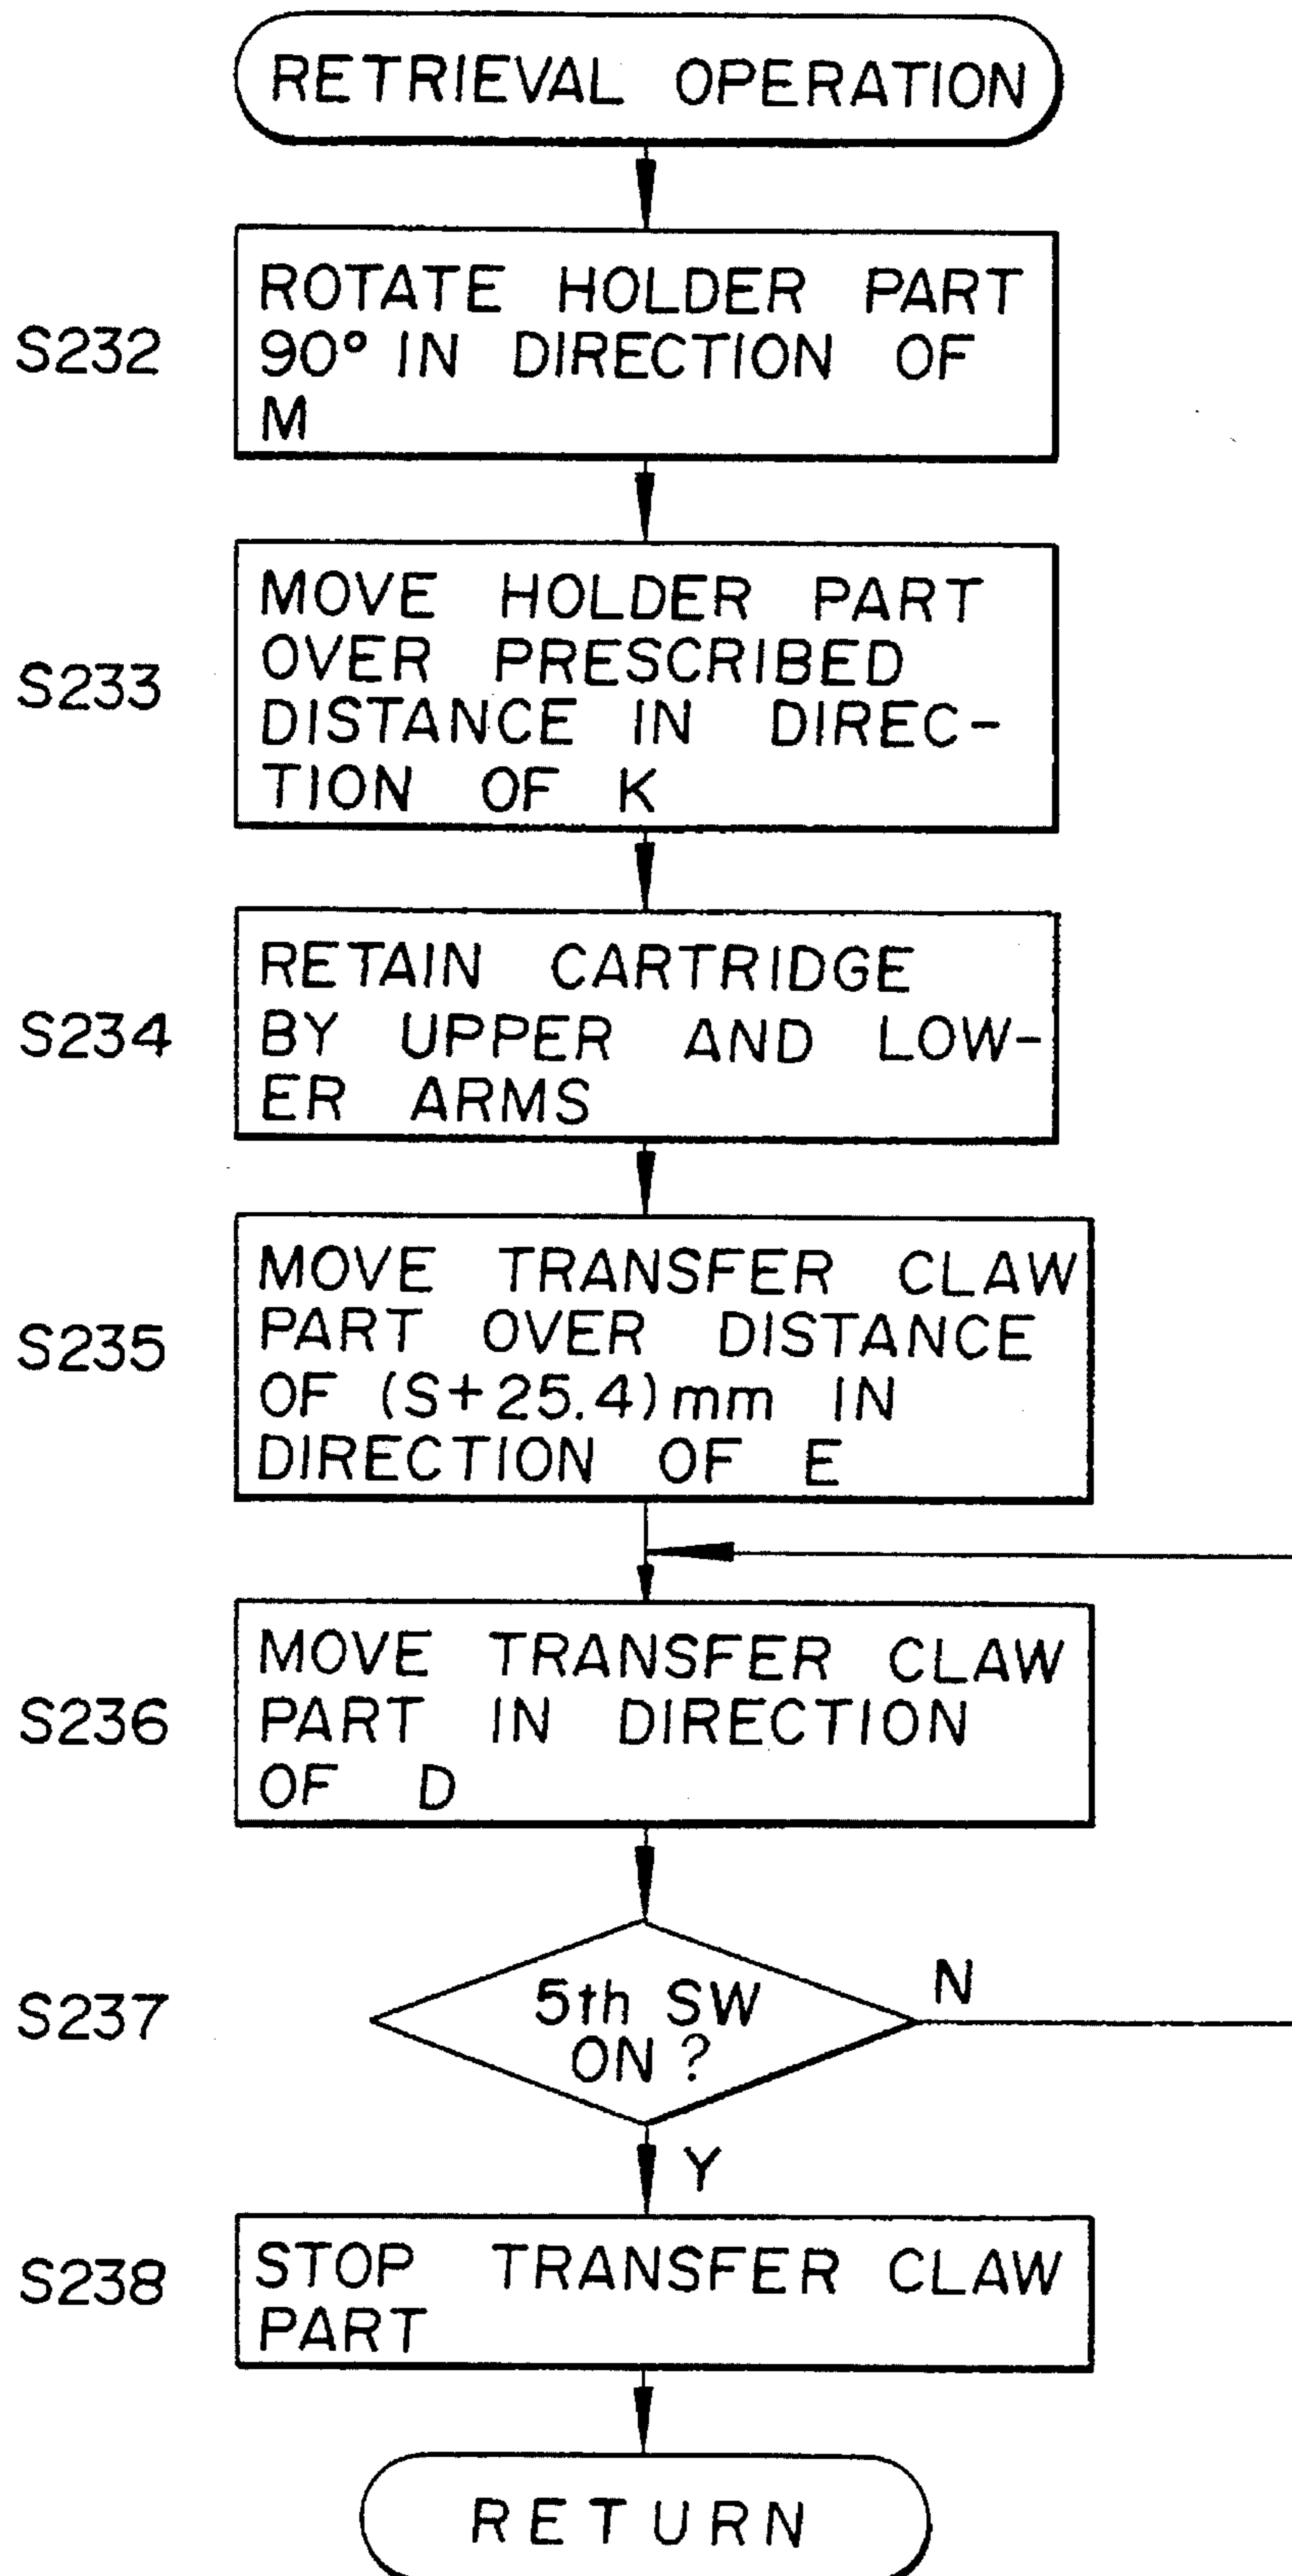 RETRIEVAL OPERATION
S232
ROTATE HOLDER PART
90° IN DIRECTION OF
M
S233
MOVE HOLDER PART
OVER PRESCRIBED
DISTANCE IN DIREC-
TION OF K
S234
RETAIN CARTRIDGE
BY UPPER AND LOW-
ER ARMS
S235
MOVE TRANSFER CLAW
PART OVER DISTANCE
OF (S+25.4)mm IN
DIRECTION OF E
S236
MOVE TRANSFER CLAW
PART IN DIRECTION
OF D
S237
5th SW
ON?
N
Y
S238
STOP TRANSFER CLAW
PART
RETURN